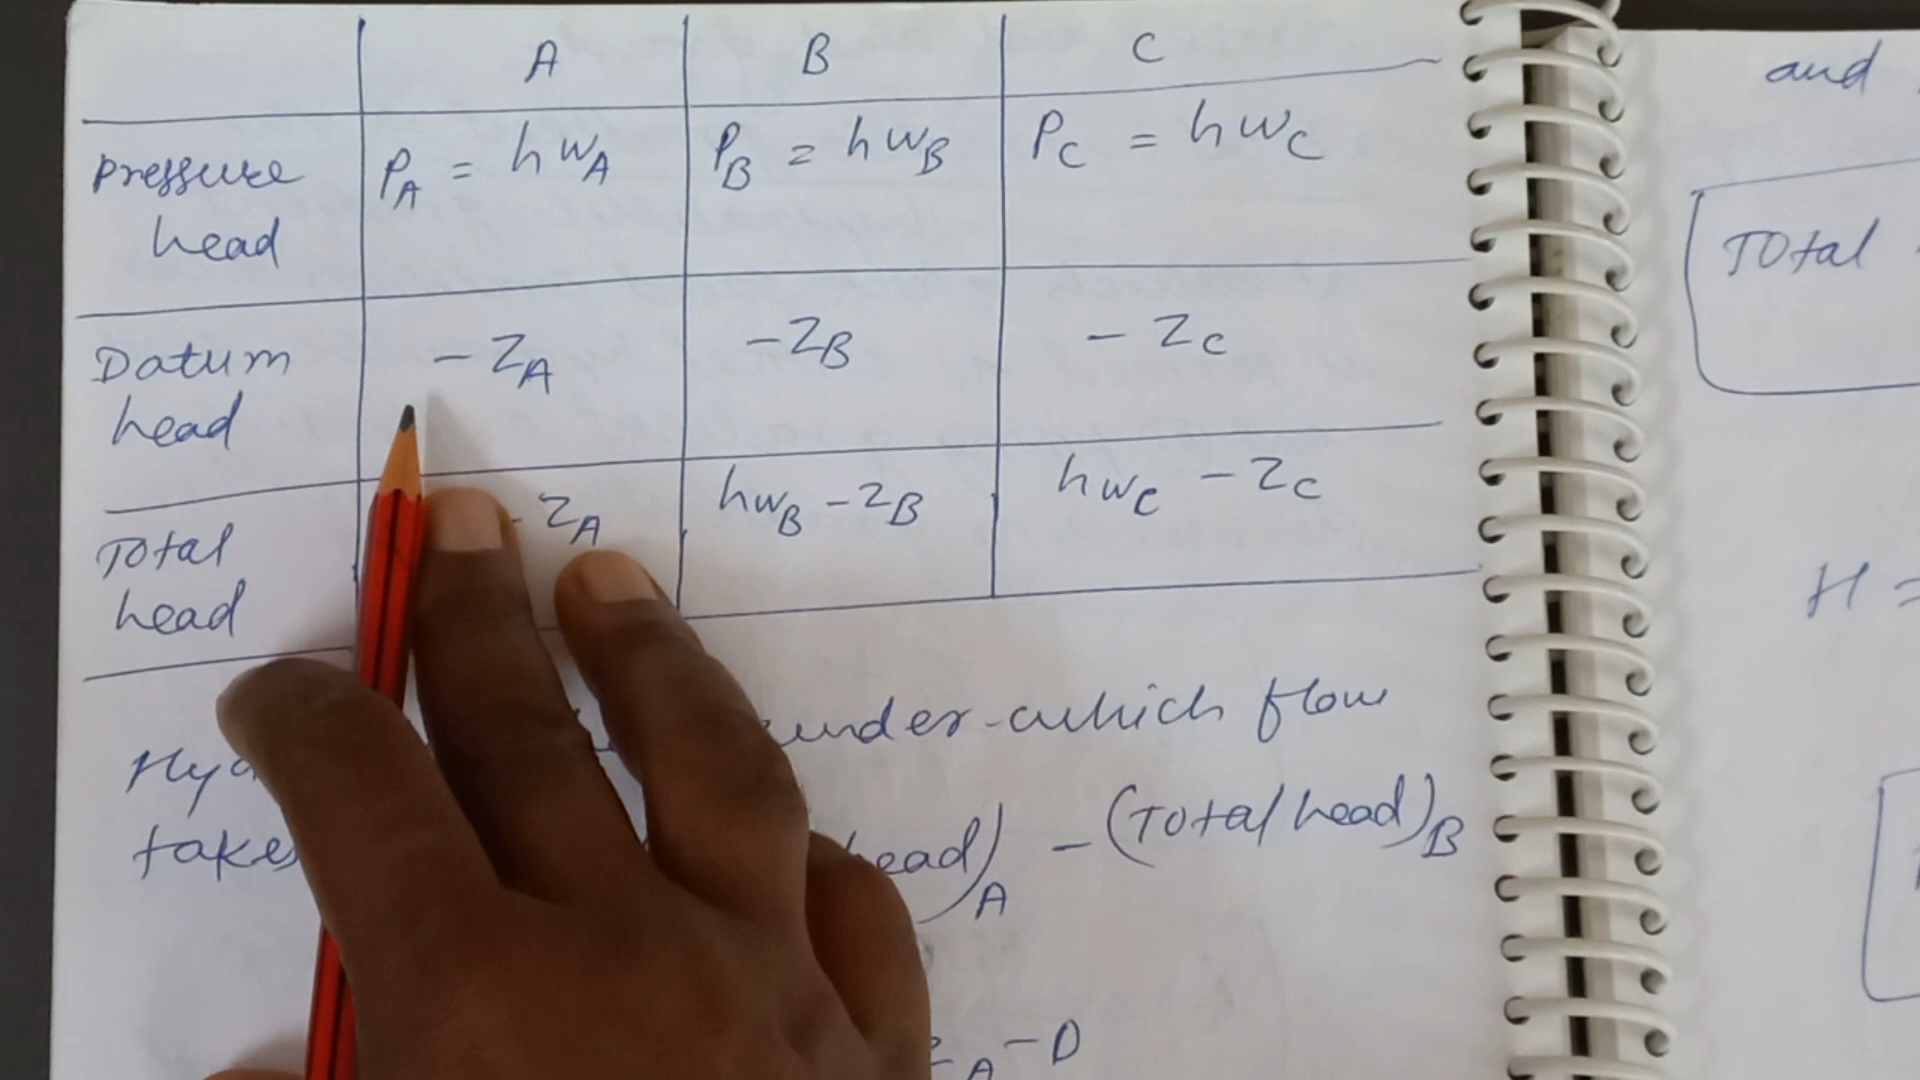 A B C
Pressure head P_A = hw_A P_B = hw_B P_C = hw_C
Datum head -Z_A -Z_B -Z_C
Total head - Z_A hw_B - Z_B hw_C - Z_C
under which flow
take
head)_A - (Total head)_B
Z_A - D
and
Total
H =